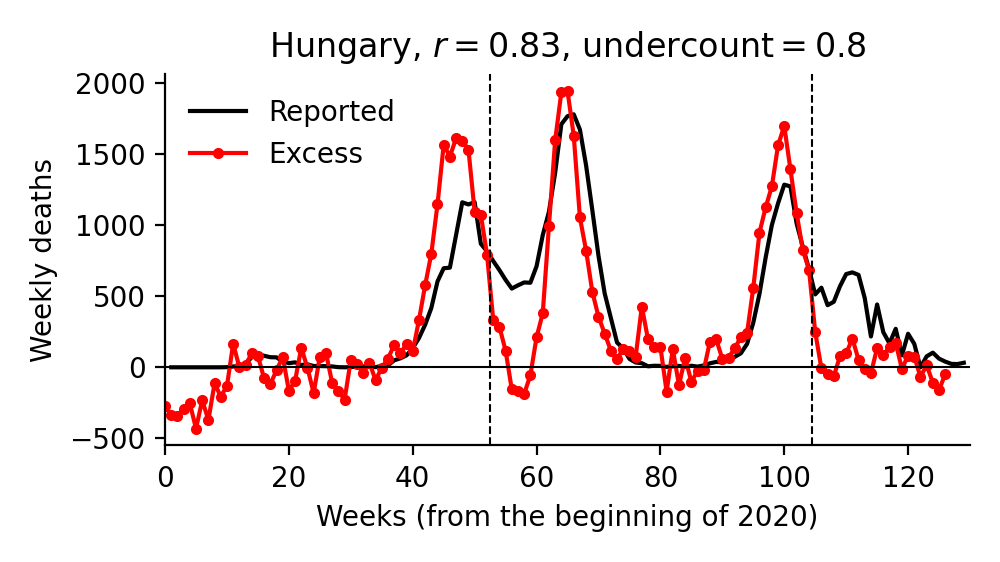 Hungary, r = 0.83, undercount = 0.8
Reported
Excess
Weekly deaths
2000
1500
1000
500
0
−500
0 20 40 60 80 100 120
Weeks (from the beginning of 2020)